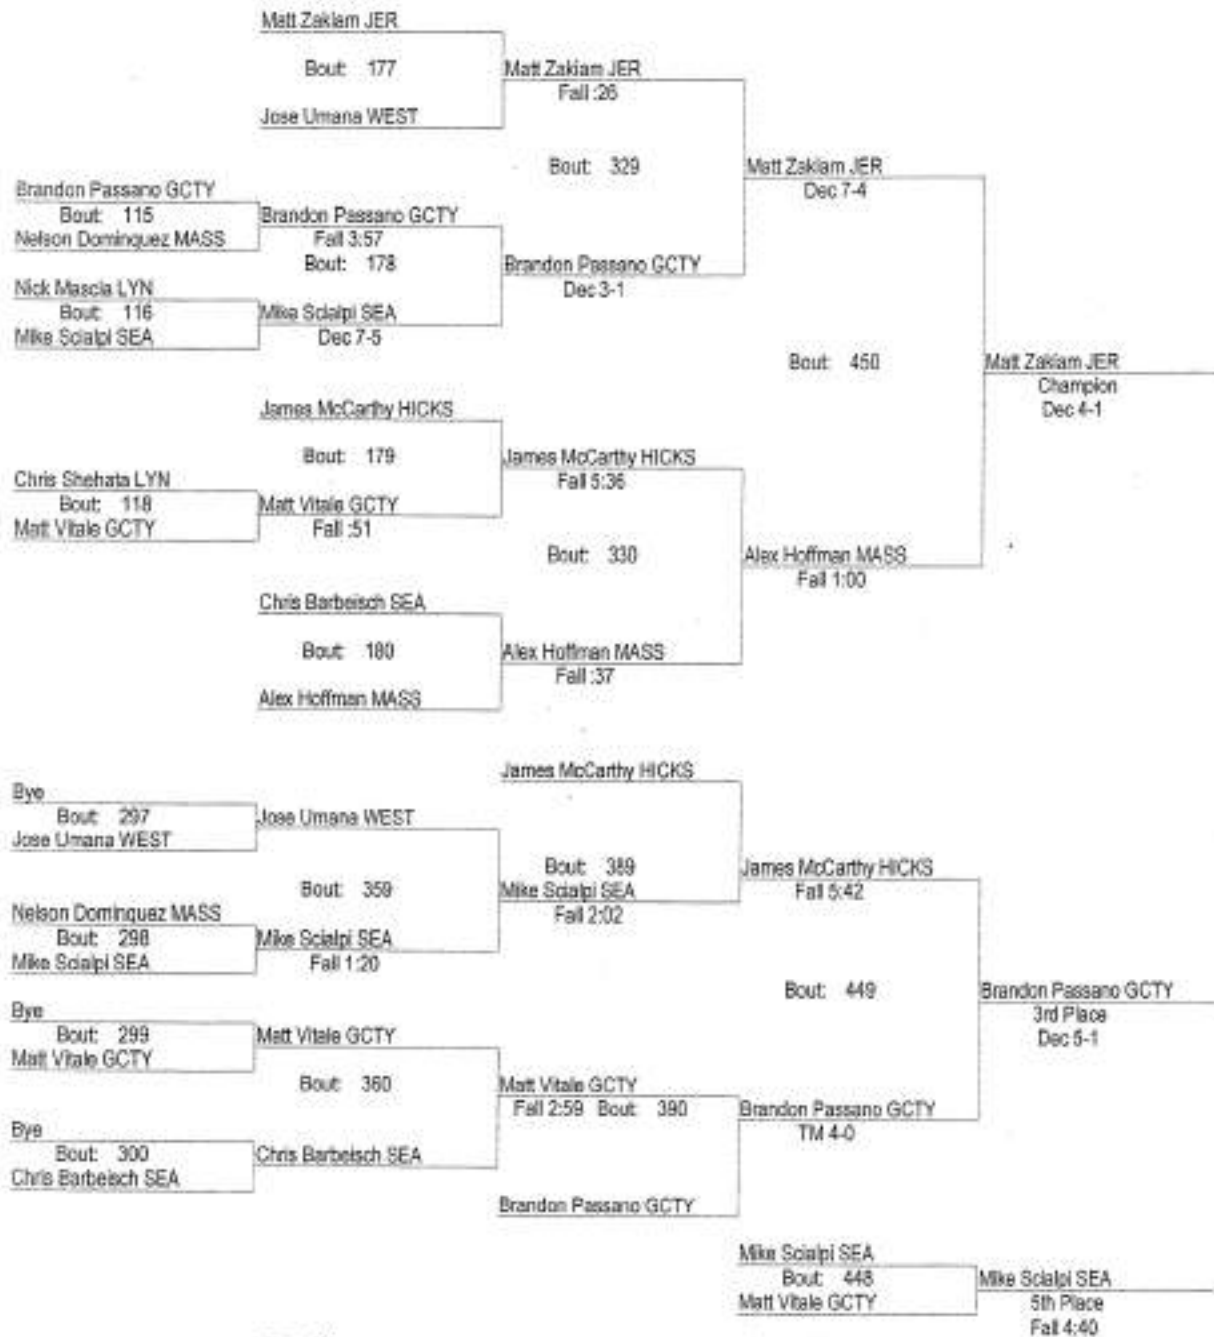 Matt Zakiam JER
Bout: 177
Matt Zakiam JER
Fall :26
Jose Umana WEST
Bout: 329
Matt Zakiam JER
Dec 7-4
Brandon Passano GCTY
Bout: 115
Nelson Dominquez MASS
Brandon Passano GCTY
Fall 3:57
Bout: 178
Brandon Passano GCTY
Dec 3-1
Nick Mascia LYN
Bout: 116
Mike Scialpi SEA
Mike Scialpi SEA
Dec 7-5
Bout: 450
Matt Zakiam JER
Champion
Dec 4-1
James McCarthy HICKS
Bout: 179
James McCarthy HICKS
Fall 5:36
Chris Shehata LYN
Bout: 118
Matt Vitale GCTY
Matt Vitale GCTY
Fall :51
Bout: 330
Alex Hoffman MASS
Fall 1:00
Chris Barbeisch SEA
Bout: 180
Alex Hoffman MASS
Fall :37
Alex Hoffman MASS
James McCarthy HICKS
Bye
Bout: 297
Jose Umana WEST
Jose Umana WEST
Bout: 359
Bout: 389
Mike Scialpi SEA
Fall 2:02
James McCarthy HICKS
Fall 5:42
Nelson Dominquez MASS
Bout: 298
Mike Scialpi SEA
Mike Scialpi SEA
Fall 1:20
Bout: 449
Brandon Passano GCTY
3rd Place
Dec 5-1
Bye
Bout: 299
Matt Vitale GCTY
Matt Vitale GCTY
Bout: 360
Matt Vitale GCTY
Fall 2:59 Bout: 390
Brandon Passano GCTY
TM 4-0
Bye
Bout: 300
Chris Barbeisch SEA
Chris Barbeisch SEA
Brandon Passano GCTY
Mike Scialpi SEA
Bout: 448
Matt Vitale GCTY
Mike Scialpi SEA
5th Place
Fall 4:40